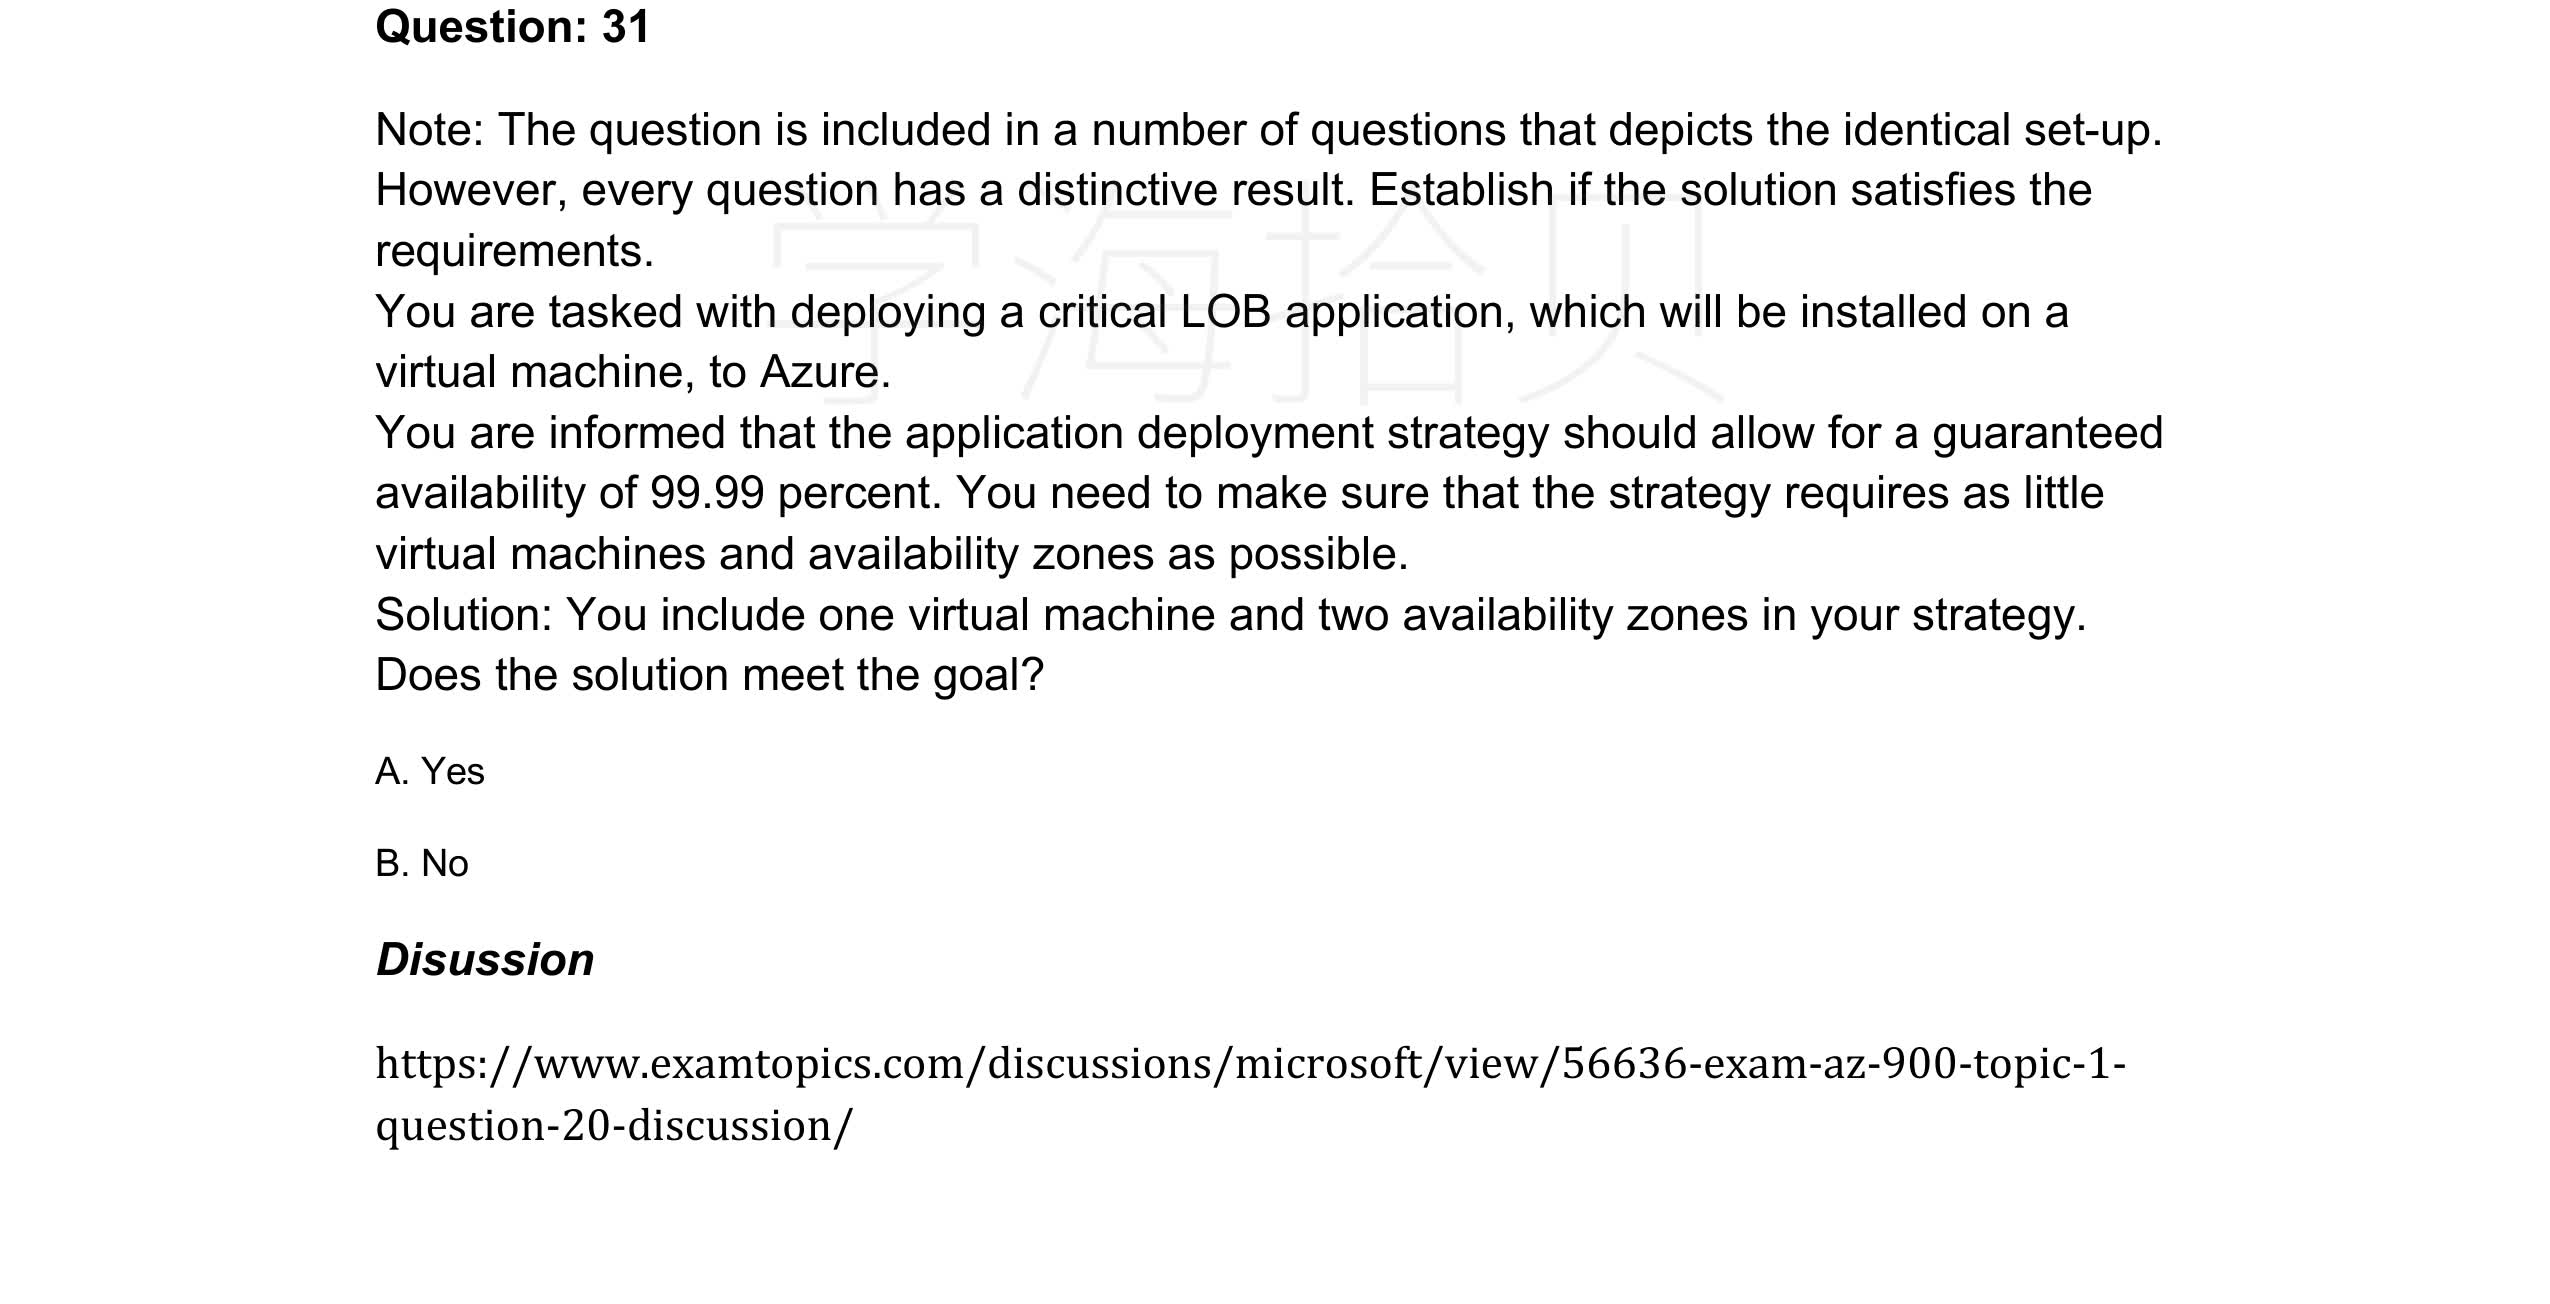 Question: 31
Note: The question is included in a number of questions that depicts the identical set-up.
However, every question has a distinctive result. Establish if the solution satisfies the
requirements.
学海拾贝
You are tasked with deploying a critical LOB application, which will be installed on a
virtual machine, to Azure.
You are informed that the application deployment strategy should allow for a guaranteed
availability of 99.99 percent. You need to make sure that the strategy requires as little
virtual machines and availability zones as possible.
Solution: You include one virtual machine and two availability zones in your strategy.
Does the solution meet the goal?
A. Yes
B. No
Disussion
https://www.examtopics.com/discussions/microsoft/view/56636-exam-az-900-topic-1-
question-20-discussion/